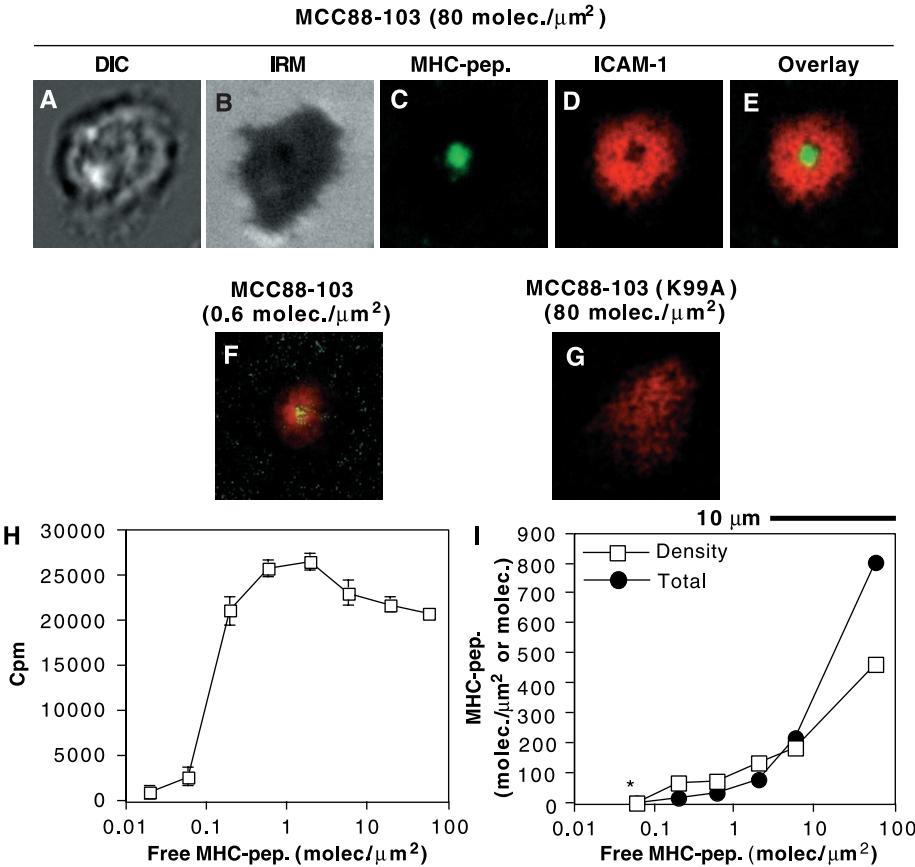 MCC88-103 (80 molec./µm²)
DIC IRM MHC-pep. ICAM-1 Overlay
A B C D E
MCC88-103
(0.6 molec./µm²)
MCC88-103 (K99A)
(80 molec./µm²)
F G
10 µm
H
30000
25000
20000
15000
10000
5000
0
Cpm
0.01 0.1 1 10 100
Free MHC-pep. (molec/µm²)
I
900
800
700
600
500
400
300
200
100
0
MHC-pep.
(molec./µm² or molec.)
Density
Total
*
0.01 0.1 1 10 100
Free MHC-pep. (molec/µm²)